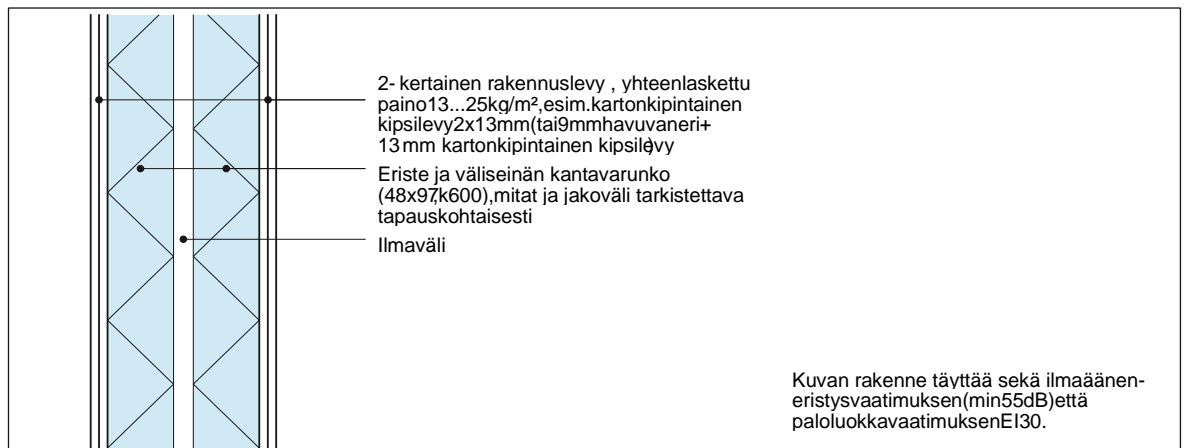 2- kertainen rakennuslevy , yhteenlaskettu
paino13...25kg/m²,esim.kartonkipintainen
kipsilevy2x13mm(tai9mmhavuvaneri+
13 mm kartonkipintainen kipsilevy)
Eriste ja väliseinän kantavarunko
(48x97,k600),mitat ja jakoväli tarkistettava
tapauskohtaisesti
Ilmaväli
Kuvan rakenne täyttää sekä ilmaäänen-
eristysvaatimuksen(min55dB)että
paloluokkavaatimuksenEI30.